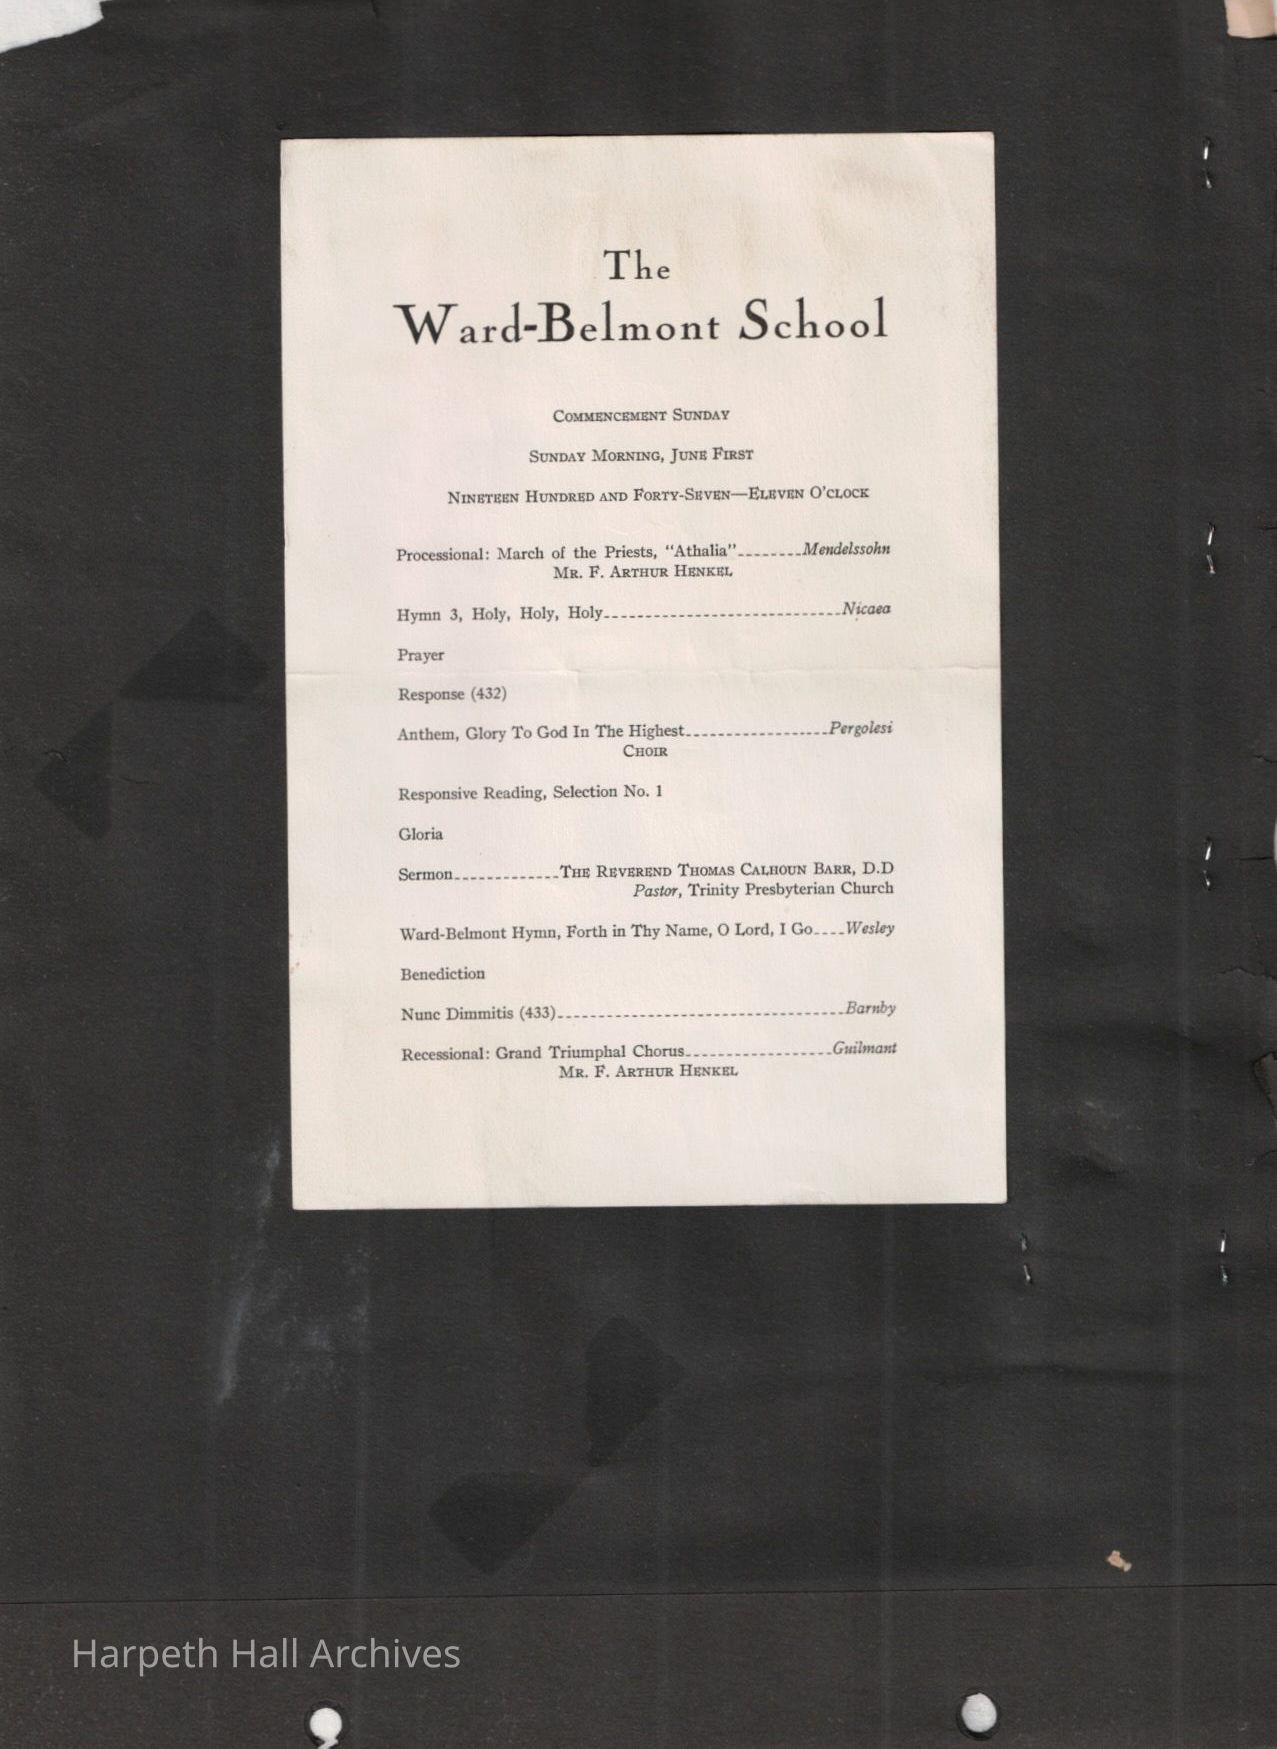 The
Ward-Belmont School
Commencement Sunday
Sunday Morning, June First
Nineteen Hundred and Forty-Seven—Eleven O'clock
Processional: March of the Priests, "Athalia"--------Mendelssohn
Mr. F. Arthur Henkel
Hymn 3, Holy, Holy, Holy----------------------------Nicaea
Prayer
Response (432)
Anthem, Glory To God In The Highest-----------------Pergolesi
Choir
Responsive Reading, Selection No. 1
Gloria
Sermon-------------The Reverend Thomas Calhoun Barr, D.D
Pastor, Trinity Presbyterian Church
Ward-Belmont Hymn, Forth in Thy Name, O Lord, I Go----Wesley
Benediction
Nunc Dimmitis (433)----------------------------------Barnby
Recessional: Grand Triumphal Chorus------------------Guilmant
Mr. F. Arthur Henkel
Harpeth Hall Archives